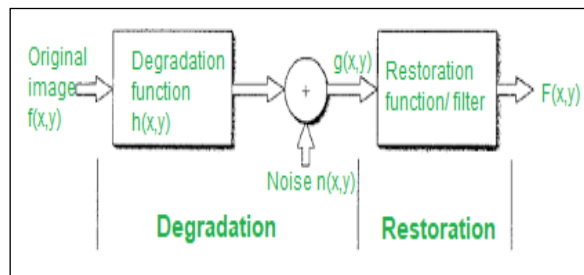 Original
image
f(x,y)
Degradation
function
h(x,y)
+
g(x,y)
Noise n(x,y)
Restoration
function/ filter
F(x,y)
Degradation
Restoration